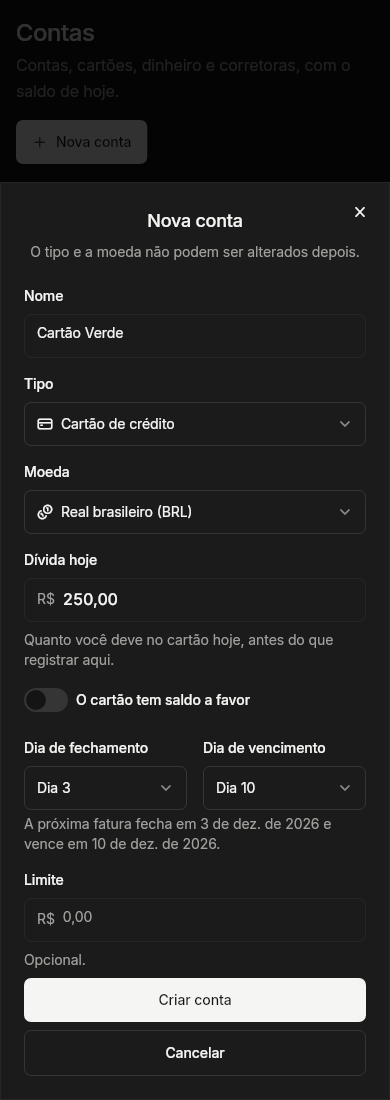 Contas
Contas, cartões, dinheiro e corretoras, com o
saldo de hoje.
Nova conta
Nova conta
O tipo e a moeda não podem ser alterados depois.
Nome
Cartão Verde
Tipo
Cartão de crédito
Moeda
Real brasileiro (BRL)
Dívida hoje
R$ 250,00
Quanto você deve no cartão hoje, antes do que
registrar aqui.
O cartão tem saldo a favor
Dia de fechamento
Dia de vencimento
Dia 3
Dia 10
A próxima fatura fecha em 3 de dez. de 2026 e
vence em 10 de dez. de 2026.
Limite
R$ 0,00
Opcional.
Criar conta
Cancelar